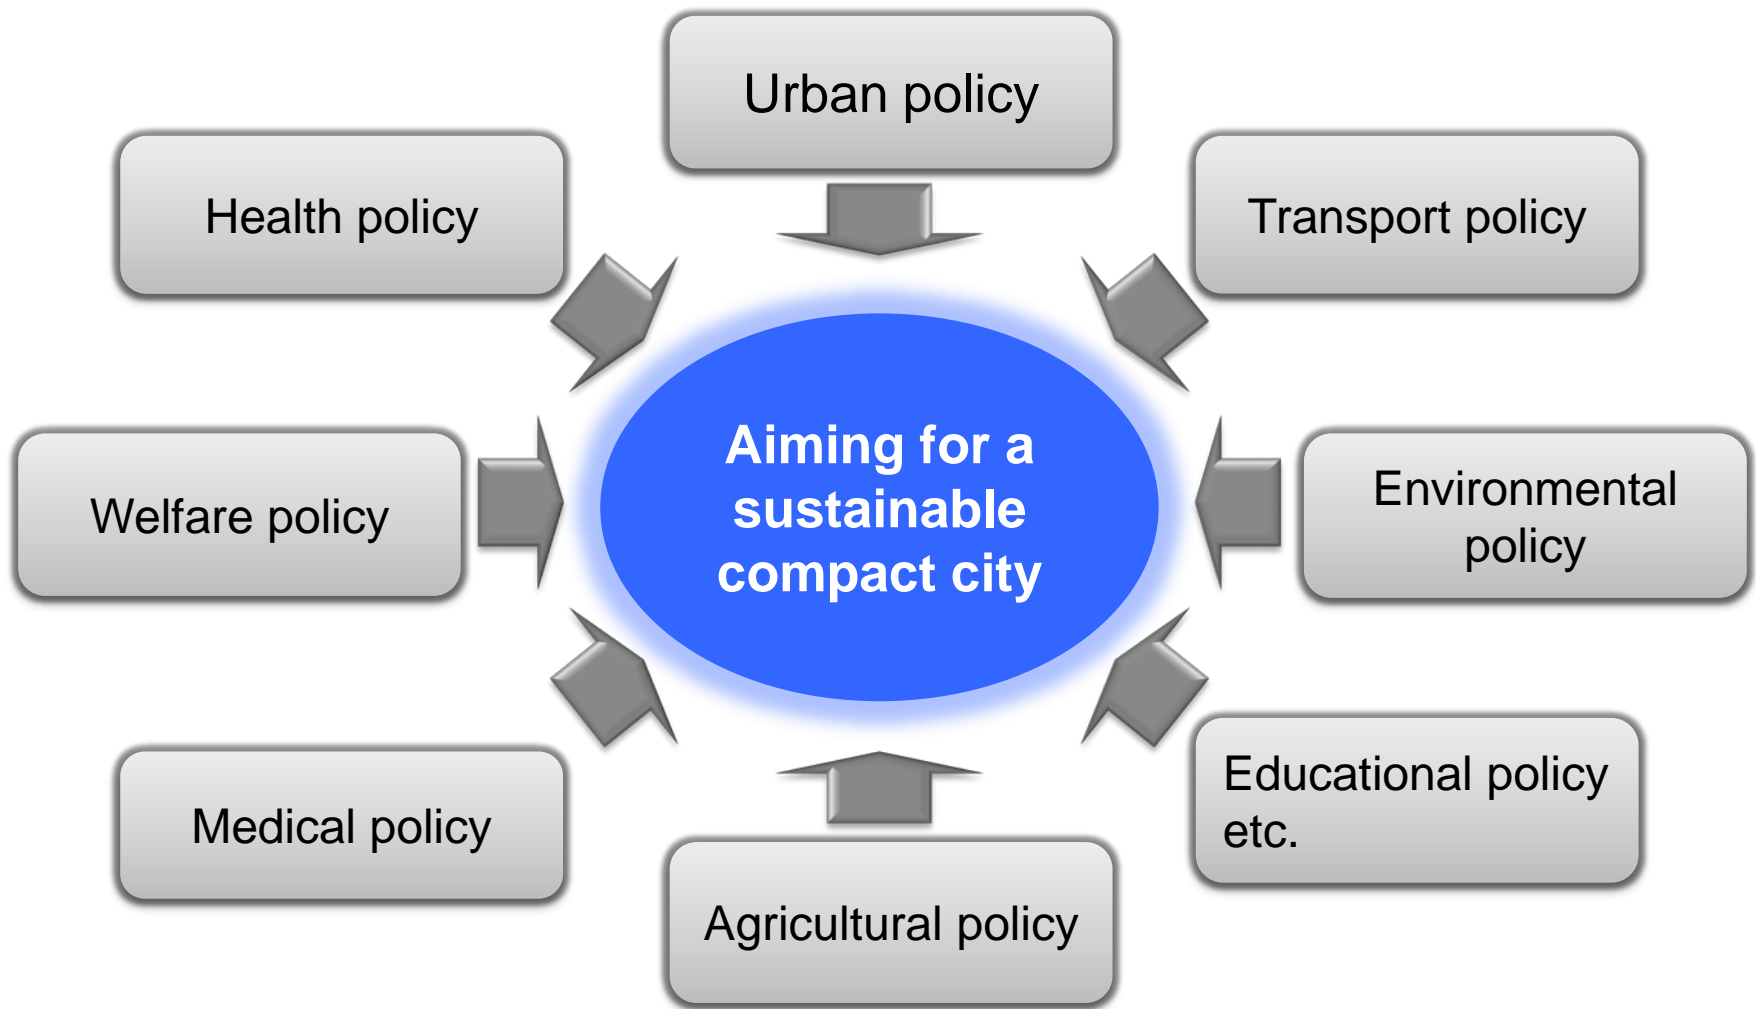 Urban policy
Health policy
Transport policy
Aiming for a
sustainable
compact city
Welfare policy
Environmental
policy
Medical policy
Educational policy
etc.
Agricultural policy